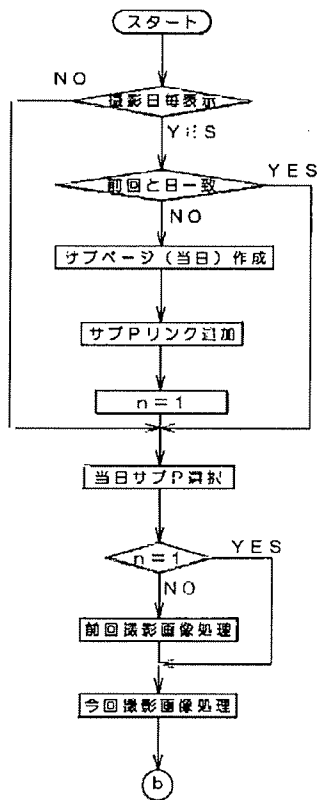 スタート
NO
撮影日毎表示
YES
前回と日一致
YES
NO
サブページ（当日）作成
サブPリンク追加
n＝1
当日サブP選択
n＝1
YES
NO
前回撮影画像処理
今回撮影画像処理
b